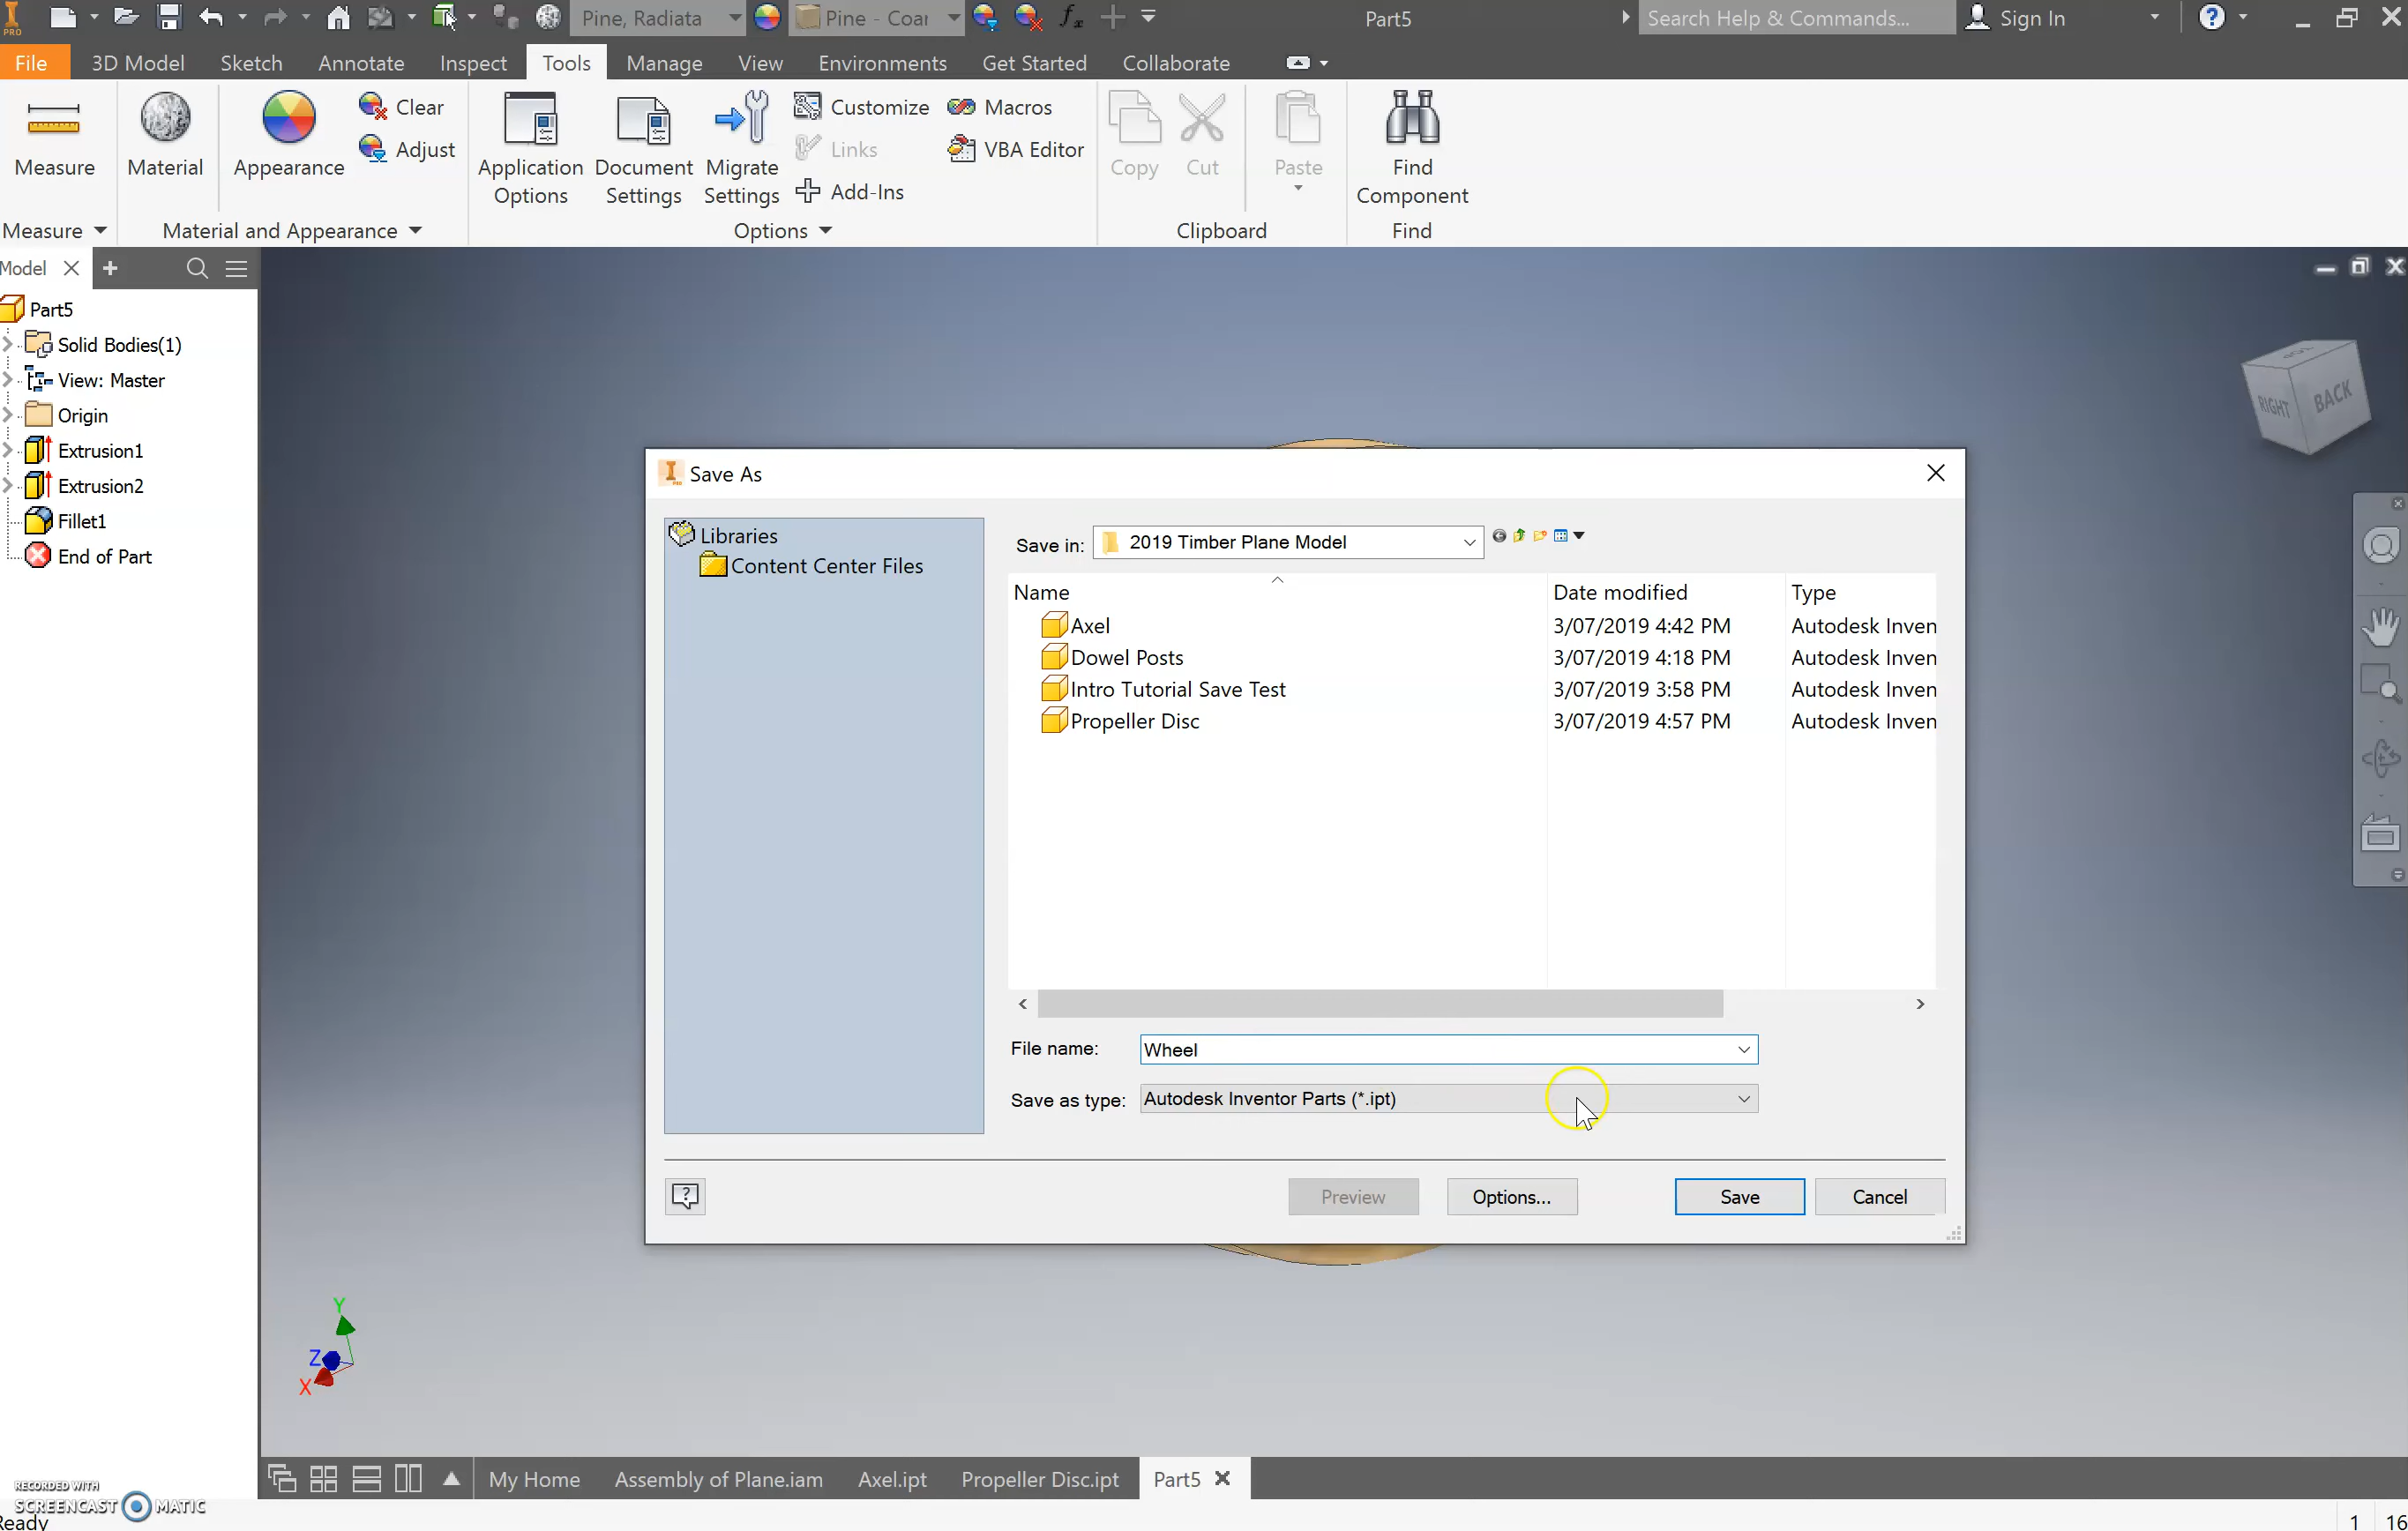 PRO
Pine, Radiata
Pine - Coar
fx
Part5
Search Help & Commands...
Sign In
File
3D Model
Sketch
Annotate
Inspect
Tools
Manage
View
Environments
Get Started
Collaborate
Measure
Material
Appearance
Clear
Adjust
Application Options
Document Settings
Migrate Settings
Customize
Links
Add-Ins
Macros
VBA Editor
Copy
Cut
Paste
Find Component
Measure
Material and Appearance
Options
Clipboard
Find
Model
Part5
Solid Bodies(1)
View: Master
Origin
Extrusion1
Extrusion2
Fillet1
End of Part
TOP
RIGHT
BACK
Save As
Libraries
Content Center Files
Save in: 2019 Timber Plane Model
Name Date modified Type
Axel 3/07/2019 4:42 PM Autodesk Inven
Dowel Posts 3/07/2019 4:18 PM Autodesk Inven
Intro Tutorial Save Test 3/07/2019 3:58 PM Autodesk Inven
Propeller Disc 3/07/2019 4:57 PM Autodesk Inven
File name: Wheel
Save as type: Autodesk Inventor Parts (*.ipt)
Preview
Options...
Save
Cancel
Y
Z
X
My Home
Assembly of Plane.iam
Axel.ipt
Propeller Disc.ipt
Part5
RECORDED WITH
SCREENCAST MATIC
Ready
1 16